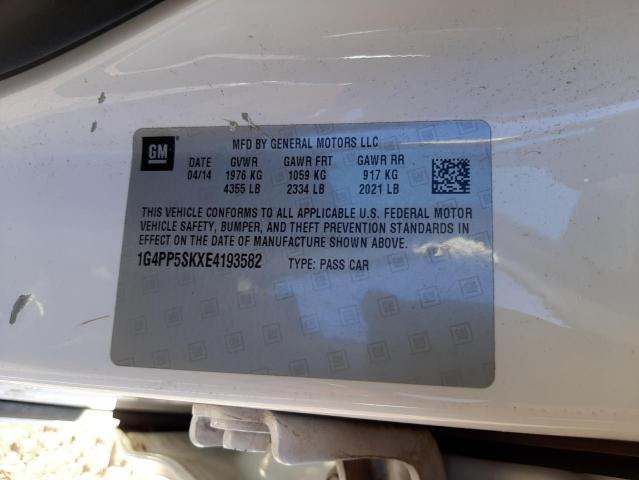 GM
MFD BY GENERAL MOTORS LLC
DATE GVWR GAWR FRT GAWR RR
04/14 1976 KG 1059 KG 917 KG
4355 LB 2334 LB 2021 LB
THIS VEHICLE CONFORMS TO ALL APPLICABLE U.S. FEDERAL MOTOR
VEHICLE SAFETY, BUMPER, AND THEFT PREVENTION STANDARDS IN
EFFECT ON THE DATE OF MANUFACTURE SHOWN ABOVE.
1G4PP5SKXE4193582 TYPE: PASS CAR